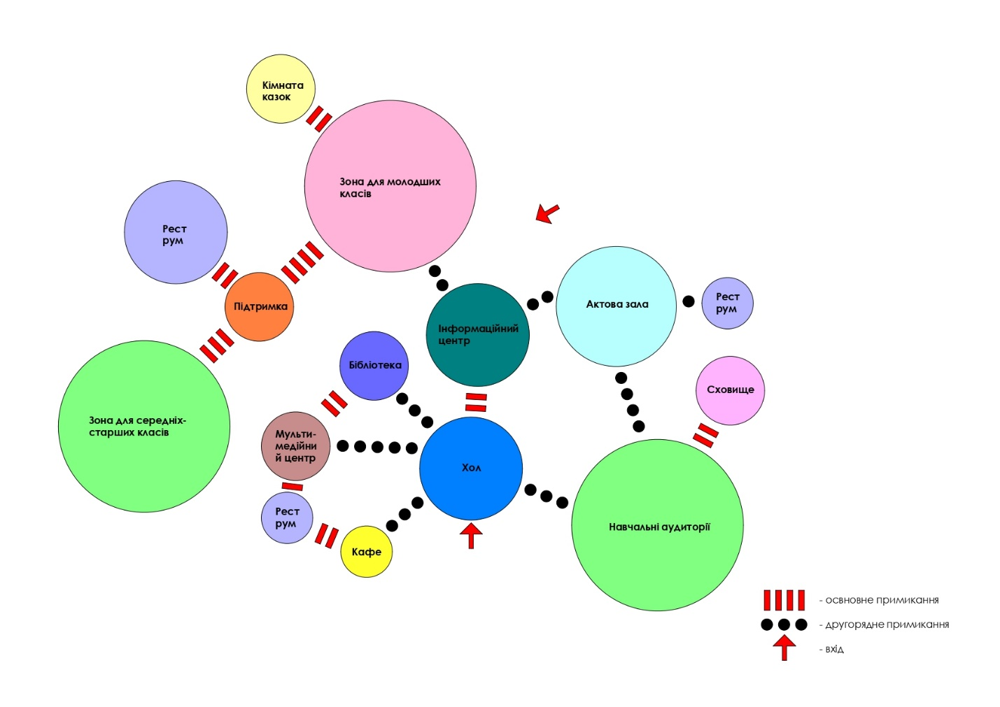 Кімната
казок
Зона для молодших
класів
Рест
рум
Підтримка
Актова зала
Рест
рум
Інформаційний
центр
Бібліотека
Сховище
Зона для середніх-
старших класів
Мульти-
медійни
й центр
Хол
Рест
рум
Навчальні аудиторії
Кафе
- освновне примикання
- другорядне примикання
- вхід